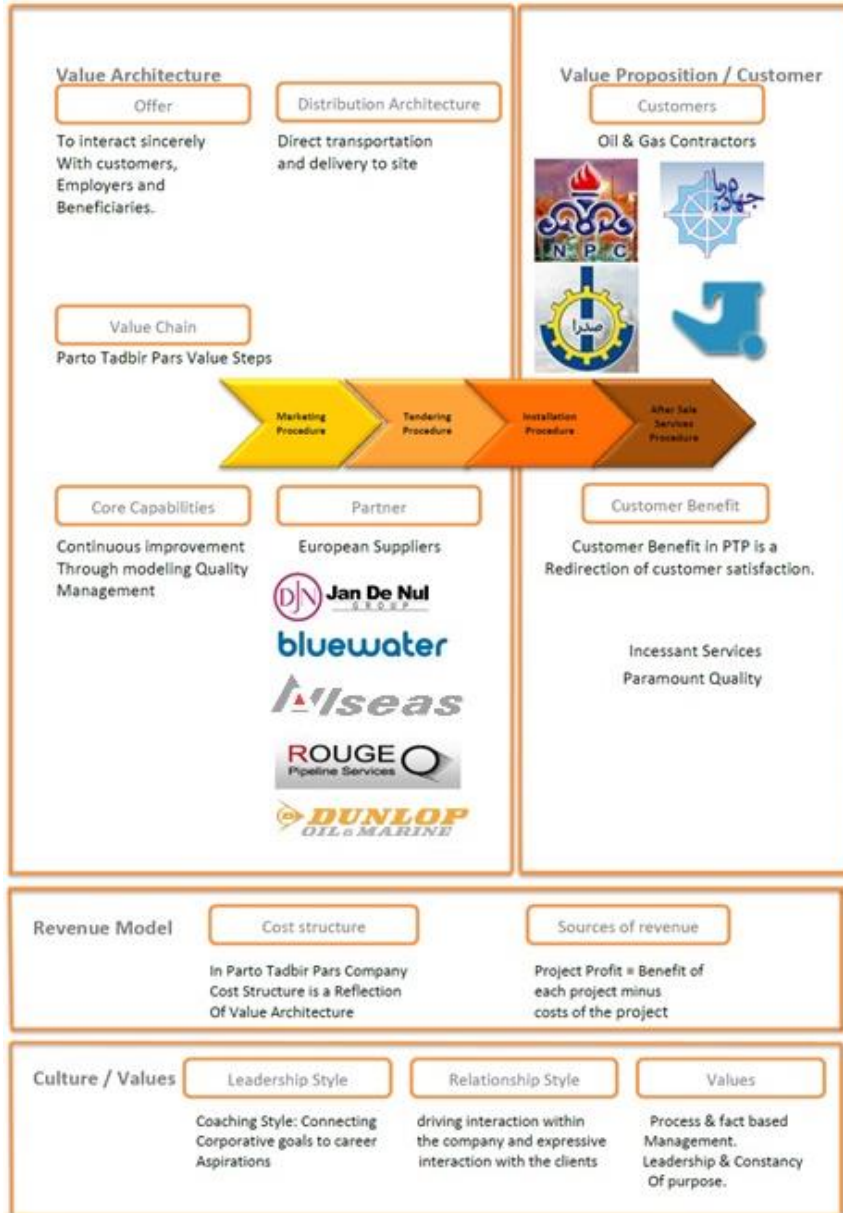 Value Architecture
Offer
To interact sincerely
With customers,
Employers and
Beneficiaries.
Distribution Architecture
Direct transportation
and delivery to site
Value Proposition / Customer
Customers
Oil & Gas Contractors
N P C
جهاد دریا
صدرا
Value Chain
Parto Tadbir Pars Value Steps
Marketing
Procedure
Tendering
Procedure
Installation
Procedure
After Sale
Services
Procedure
Core Capabilities
Continuous improvement
Through modeling Quality
Management
Partner
European Suppliers
DJN Jan De Nul
GROUP
bluewater
Allseas
ROUGE
Pipeline Services
DUNLOP
OIL & MARINE
Customer Benefit
Customer Benefit in PTP is a
Redirection of customer satisfaction.
Incessant Services
Paramount Quality
Revenue Model
Cost structure
In Parto Tadbir Pars Company
Cost Structure is a Reflection
Of Value Architecture
Sources of revenue
Project Profit = Benefit of
each project minus
costs of the project
Culture / Values
Leadership Style
Coaching Style: Connecting
Corporative goals to career
Aspirations
Relationship Style
driving interaction within
the company and expressive
interaction with the clients
Values
Process & fact based
Management.
Leadership & Constancy
Of purpose.